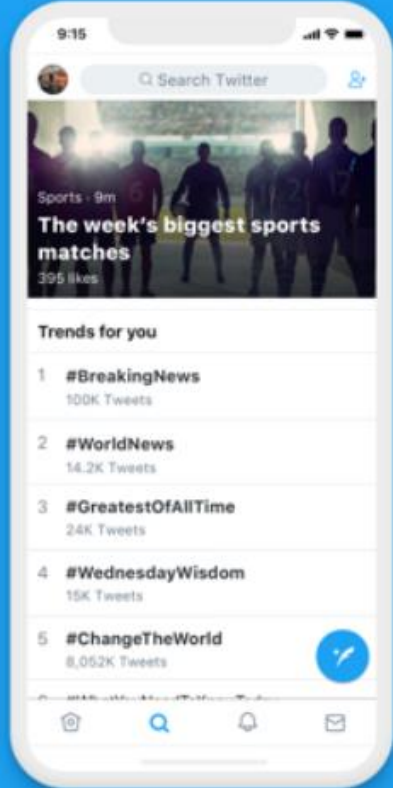 9:15
Search Twitter
Sports · 9m
The week's biggest sports
matches
395 likes
Trends for you
1 #BreakingNews
100K Tweets
2 #WorldNews
14.2K Tweets
3 #GreatestOfAllTime
24K Tweets
4 #WednesdayWisdom
15K Tweets
5 #ChangeTheWorld
8,052K Tweets